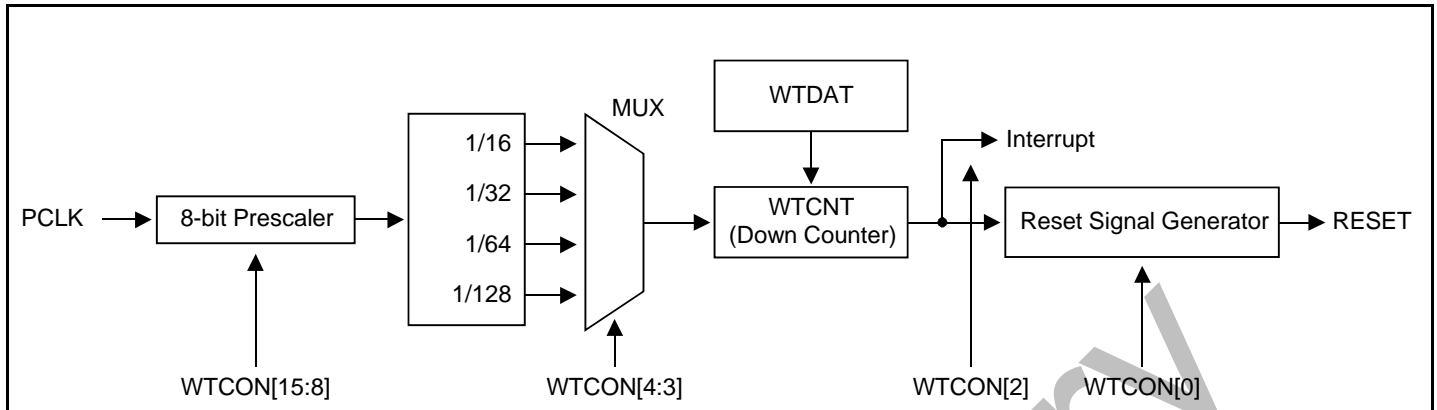 WTDAT
MUX
1/16
Interrupt
1/32
PCLK
8-bit Prescaler
WTCNT
(Down Counter)
Reset Signal Generator
RESET
1/64
1/128
WTCON[15:8]
WTCON[4:3]
WTCON[2]
WTCON[0]